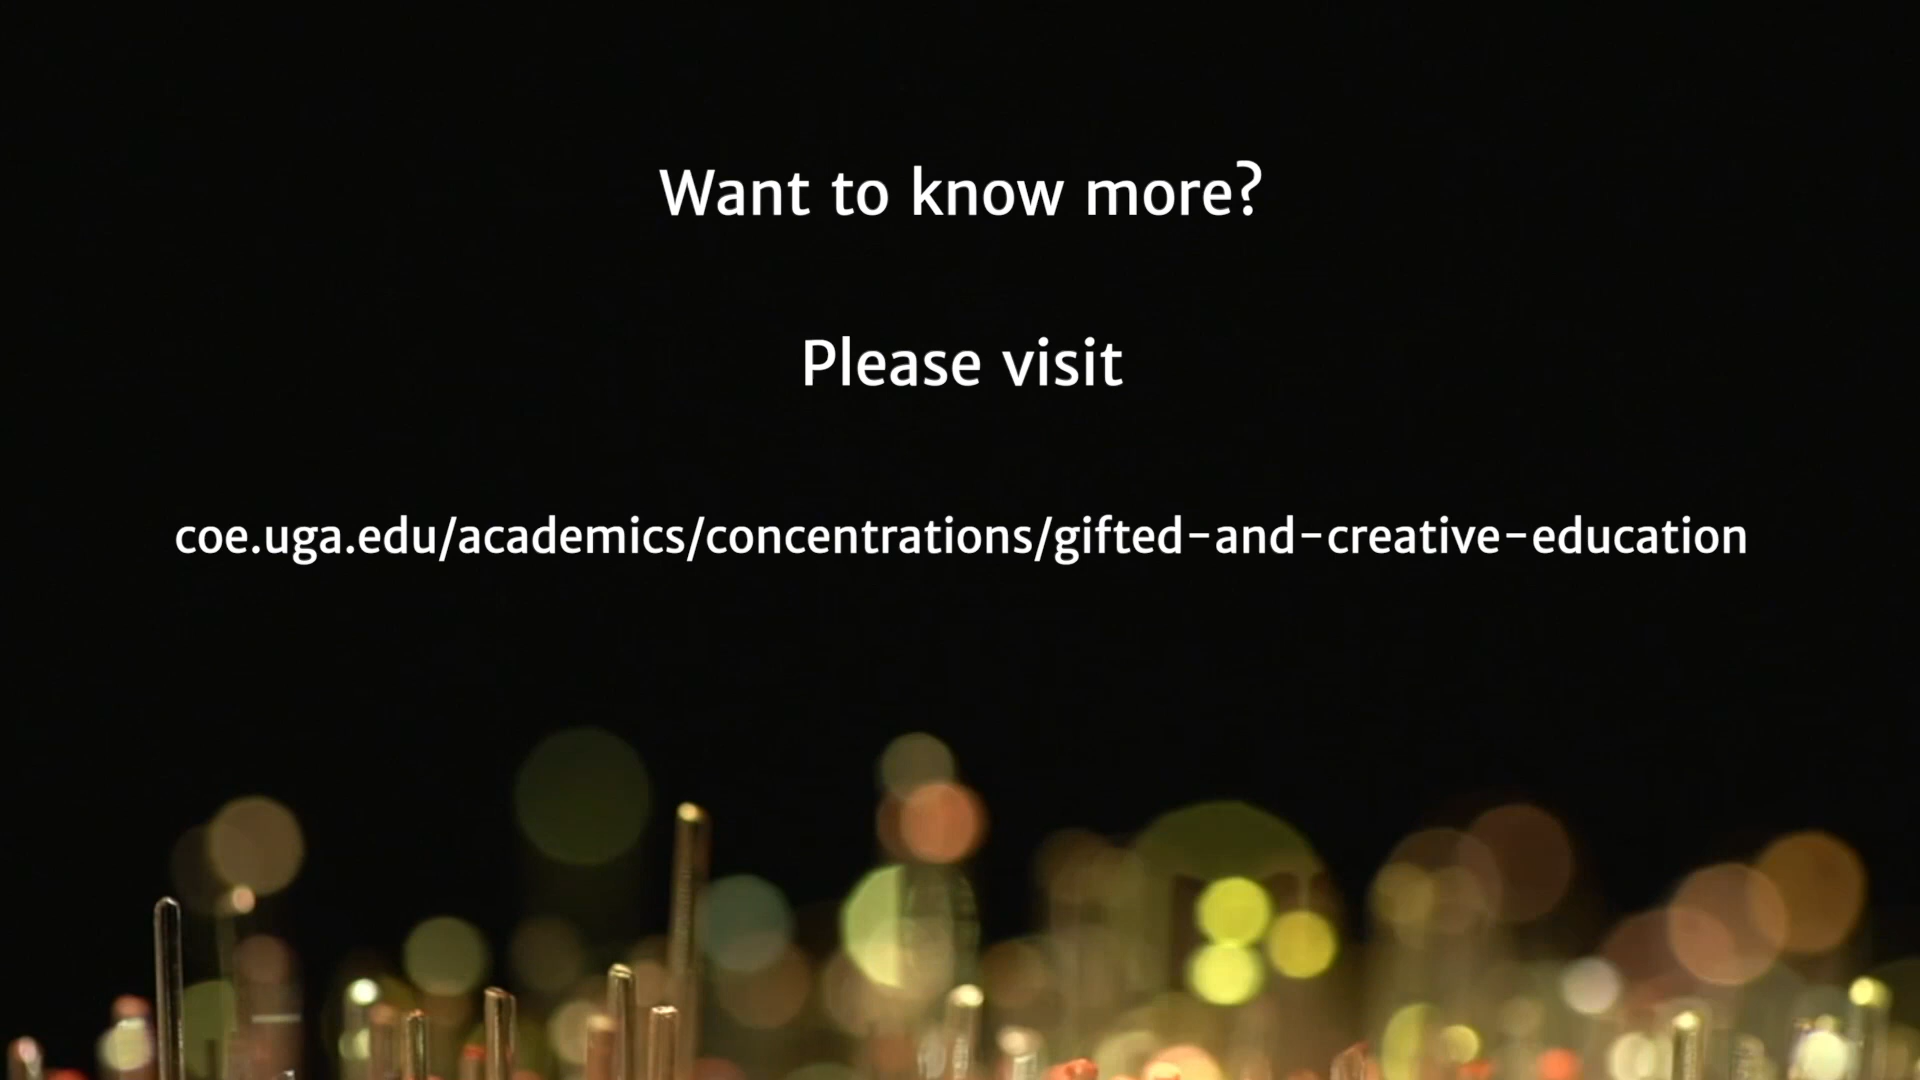 Want to know more?
Please visit
coe.uga.edu/academics/concentrations/gifted-and-creative-education